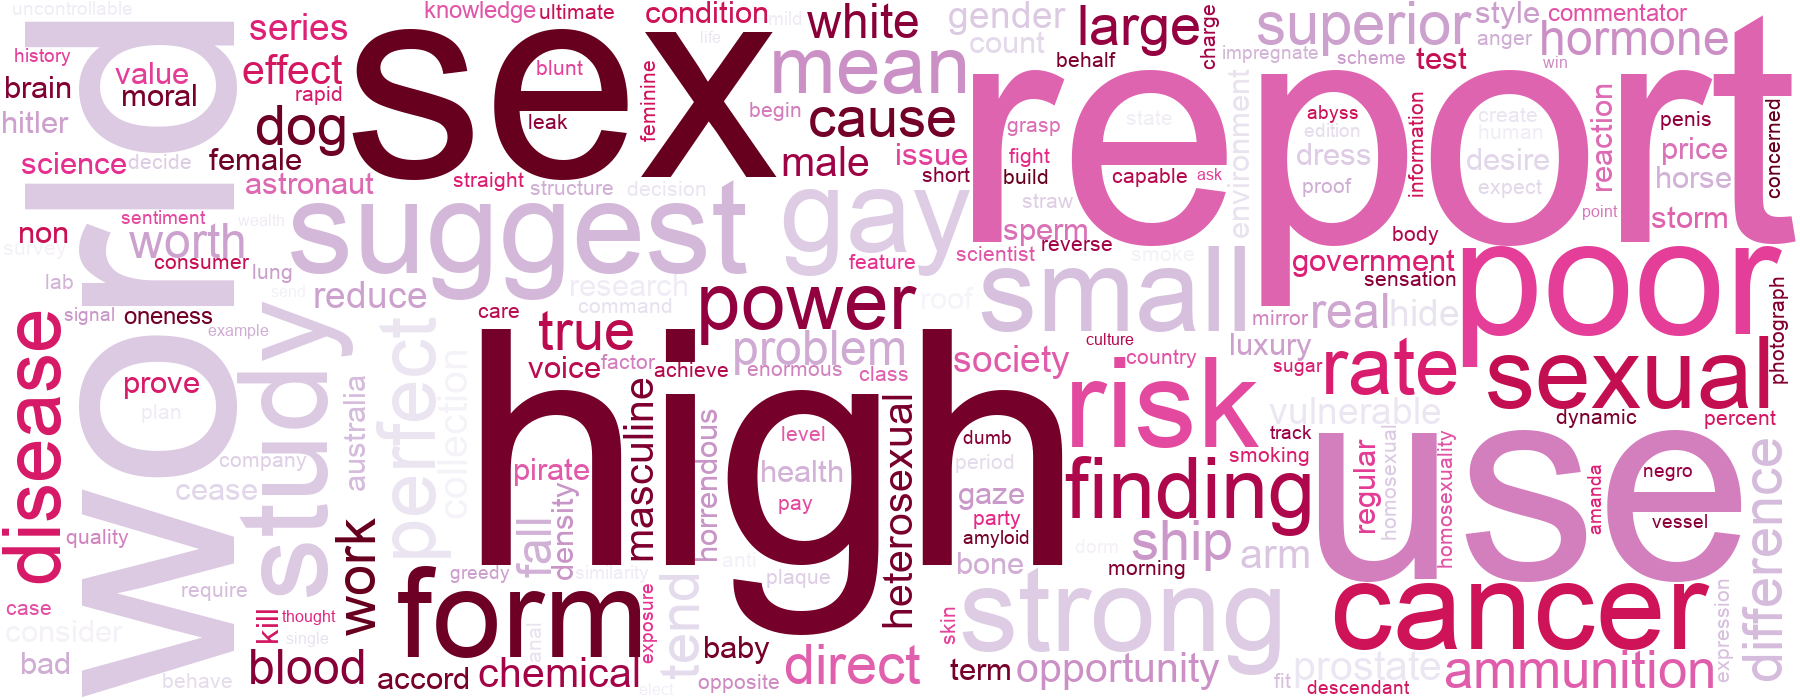 uncontrollable
world
sex
report
high
use
knowledge
ultimate
condition
mild
life
white
gender
count
large
charge
superior
style
commentator
anger
hormone
win
history
series
value
effect
brain
moral
rapid
hitler
dog
blunt
leak
feminine
mean
begin
cause
behalf
impregnate
scheme
test
science
decide
female
astronaut
straight
structure
decision
male
issue
short
grasp
fight
build
state
capable
ask
environment
abyss
edition
dress
proof
information
create
human
desire
expect
reaction
point
penis
price
horse
storm
concerned
non
sentiment
wealth
worth
survey
consumer
lung
lab
send
signal
oneness
example
suggest
gay
straw
sperm
scientist
reverse
smoke
feature
body
government
sensation
reduce
research
command
power
roof
small
mirror
real
hide
poor
photograph
disease
study
perfect
collection
care
true
voice
factor
achieve
problem
enormous
class
society
culture
country
luxury
sugar
rate
sexual
prove
plan
australia
company
cease
pirate
masculine
horrendous
level
health
pay
heterosexual
dumb
period
gaze
party
amyloid
risk
finding
track
smoking
vulnerable
dynamic
percent
regular
homosexual
homosexuality
amanda
negro
vessel
difference
quality
require
work
fall
density
greedy
similarity
anti
plaque
bone
dorm
morning
ship
arm
case
consider
bad
behave
kill
thought
single
blood
form
anal
exposure
tend
accord
chemical
elect
baby
opposite
direct
skin
strong
term
opportunity
fit
prostate
descendant
cancer
ammunition
expression